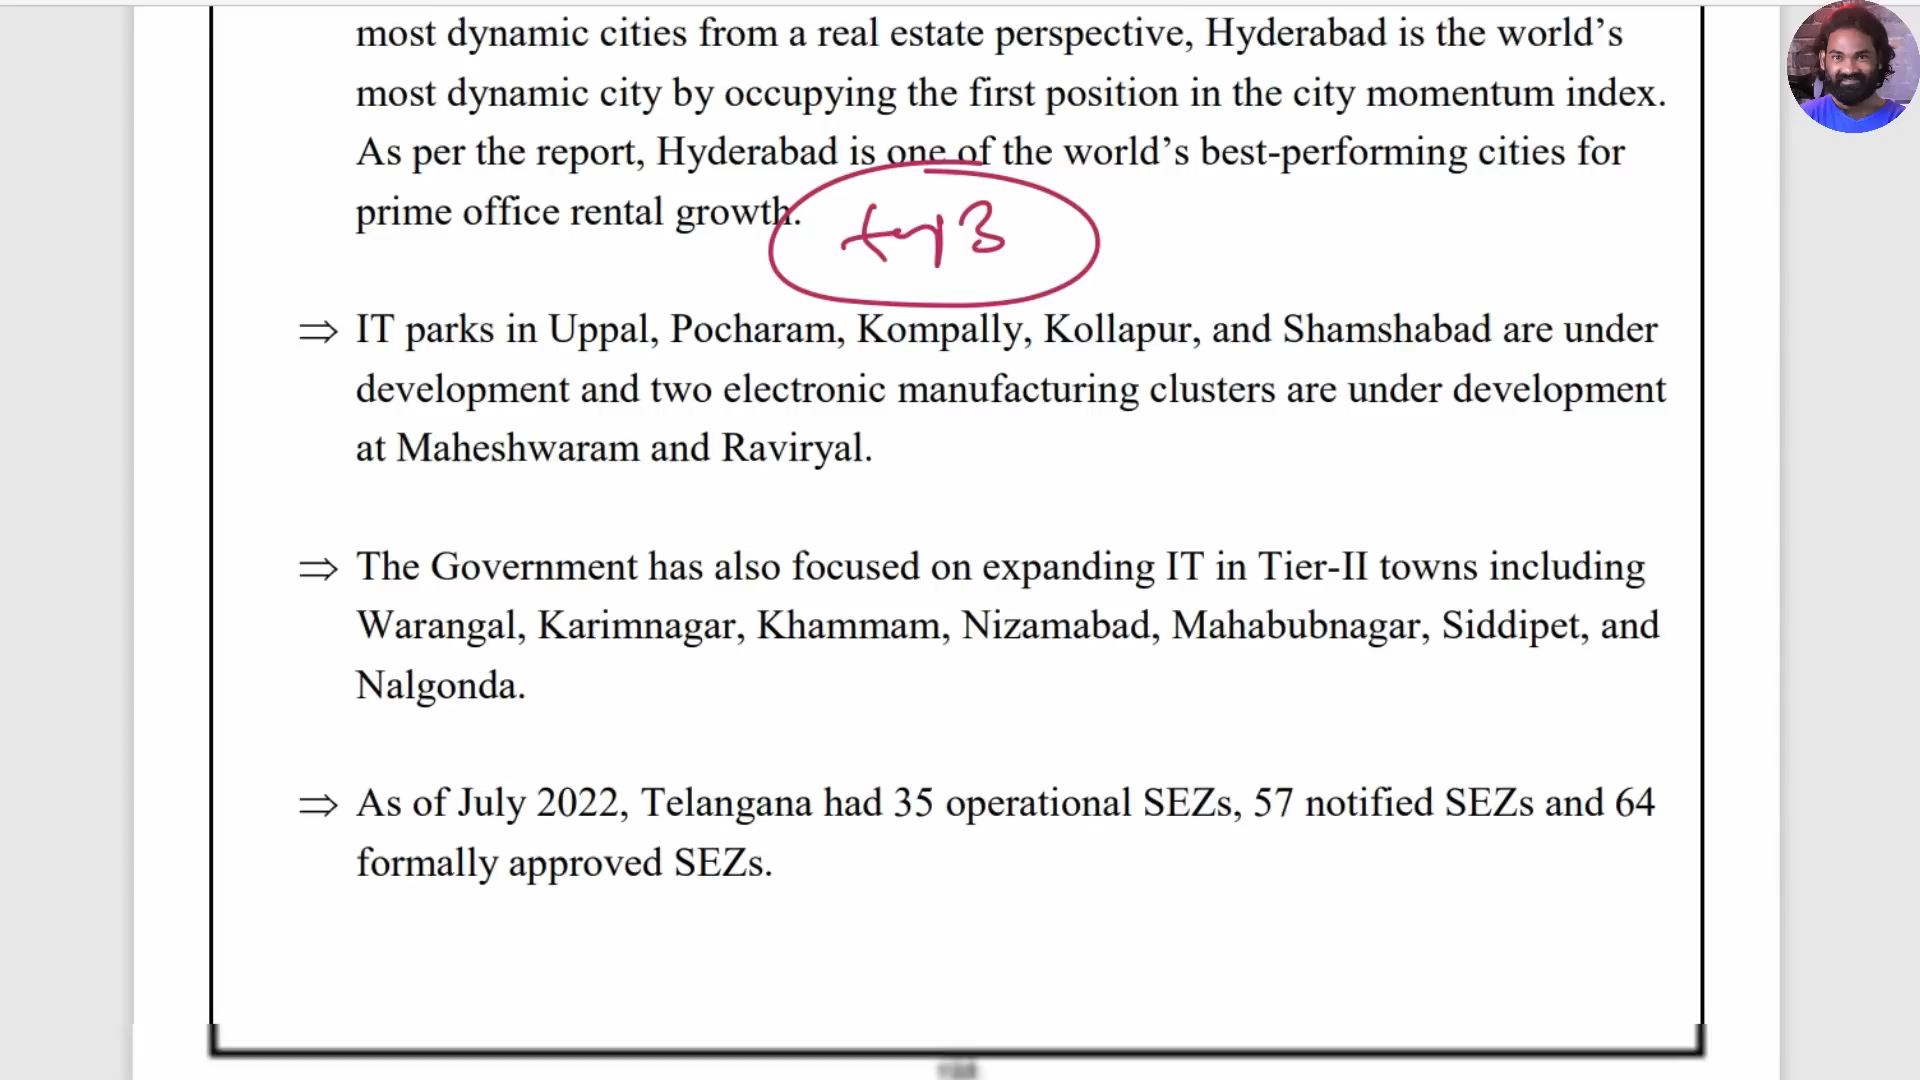 most dynamic cities from a real estate perspective, Hyderabad is the world’s
most dynamic city by occupying the first position in the city momentum index.
As per the report, Hyderabad is one of the world’s best-performing cities for
prime office rental growth.
⇒ IT parks in Uppal, Pocharam, Kompally, Kollapur, and Shamshabad are under
development and two electronic manufacturing clusters are under development
at Maheshwaram and Raviryal.
⇒ The Government has also focused on expanding IT in Tier-II towns including
Warangal, Karimnagar, Khammam, Nizamabad, Mahabubnagar, Siddipet, and
Nalgonda.
⇒ As of July 2022, Telangana had 35 operational SEZs, 57 notified SEZs and 64
formally approved SEZs.